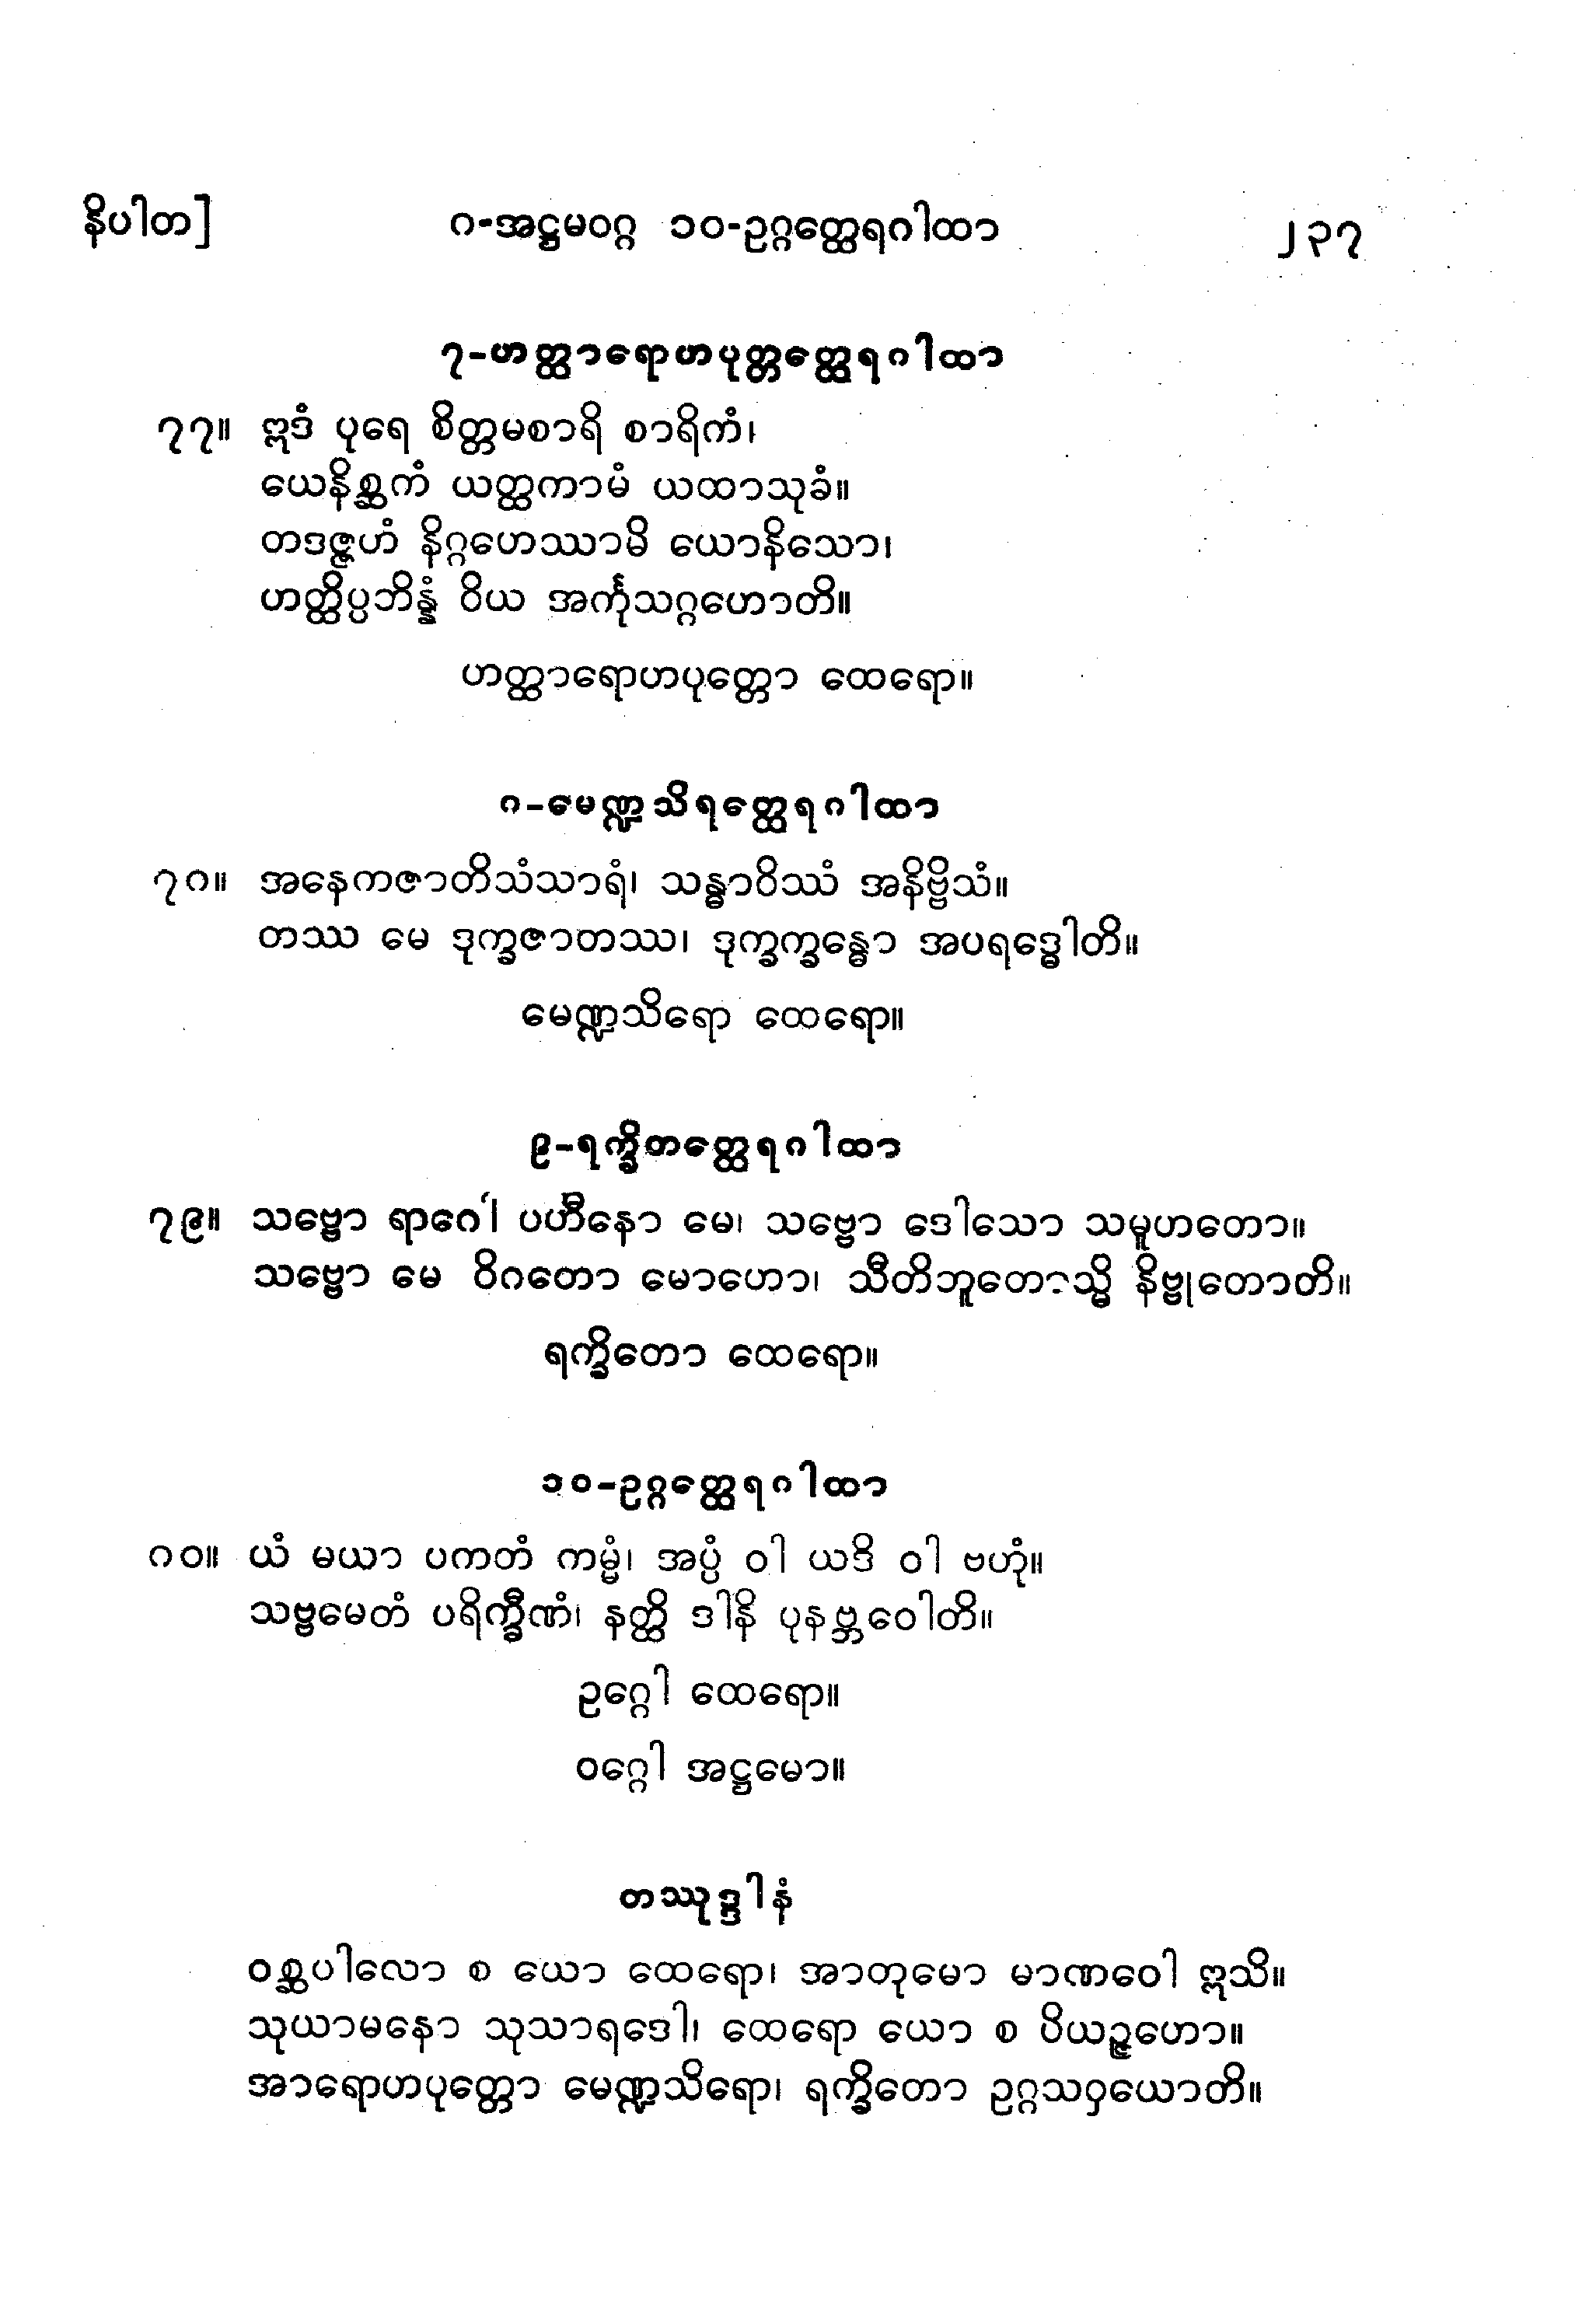 နိပါတ]
၈-အဋ္ဌမဝဂ္ဂ ၁၀-ဥဂ္ဂတ္ထေရဂါထာ
၂၃၇
၇-ဟတ္ထာရောဟပုတ္တတ္ထေရဂါထာ
၇၇။ ဣဒံ ပုရေ စိတ္တမစာရိ စာရိကံ၊
ယေနိစ္ဆကံ ယတ္ထကာမံ ယထာသုခံ။
တဒဇ္ဇဟံ နိဂ္ဂဟေဿာမိ ယောနိသော၊
ဟတ္ထိပ္ပဘိန္နံ ဝိယ အင်္ကုသဂ္ဂဟောတိ။
ဟတ္ထာရောဟပုတ္တော ထေရော။
၈-မေဏ္ဍသိရတ္ထေရဂါထာ
၇၈။ အနေကဇာတိသံသာရံ၊ သန္ဓာဝိဿံ အနိဗ္ဗိသံ။
တဿ မေ ဒုက္ခဇာတဿ၊ ဒုက္ခက္ခန္ဓော အပရဒ္ဓေါတိ။
မေဏ္ဍသိရော ထေရော။
၉-ရက္ခိတတ္ထေရဂါထာ
၇၉။ သဗ္ဗော ရာဂေါ ပဟီနော မေ၊ သဗ္ဗော ဒေါသော သမူဟတော။
သဗ္ဗော မေ ဝိဂတော မောဟော၊ သီတိဘူတောသ္မိ နိဗ္ဗုတောတိ။
ရက္ခိတော ထေရော။
၁၀-ဥဂ္ဂတ္ထေရဂါထာ
၈၀။ ယံ မယာ ပကတံ ကမ္မံ၊ အပ္ပံ ဝါ ယဒိ ဝါ ဗဟုံ။
သဗ္ဗမေတံ ပရိက္ခီဏံ၊ နတ္ထိ ဒါနိ ပုနဗ္ဘဝေါတိ။
ဥဂ္ဂေါ ထေရော။
ဝဂ္ဂေါ အဋ္ဌမော။
တဿုဒ္ဒါနံ
ဝစ္ဆပါလော စ ယော ထေရော၊ အာတုမော မာဏဝေါ ဣသိ။
သုယာမနော သုသာရဒေါ၊ ထေရော ယော စ ပိယဉ္ဇဟော။
အာရောဟပုတ္တော မေဏ္ဍသိရော၊ ရက္ခိတော ဥဂ္ဂသဝှယောတိ။